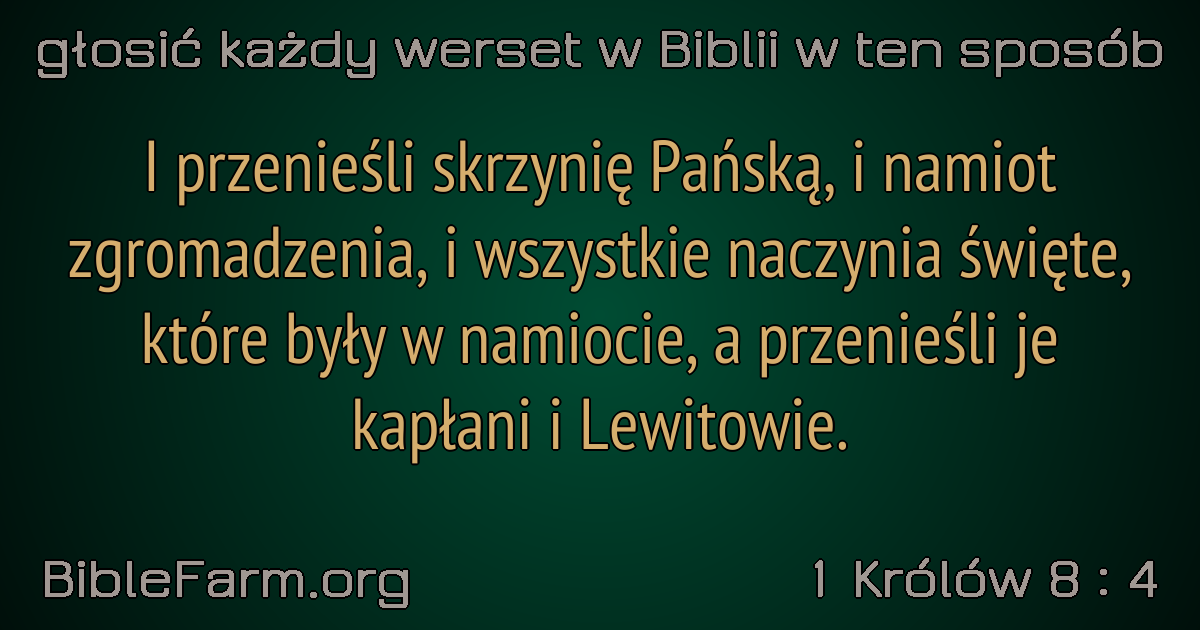 głosić każdy werset w Biblii w ten sposób
I przenieśli skrzynię Pańską, i namiot
zgromadzenia, i wszystkie naczynia święte,
które były w namiocie, a przenieśli je
kapłani i Lewitowie.
BibleFarm.org
1 Królów 8 : 4